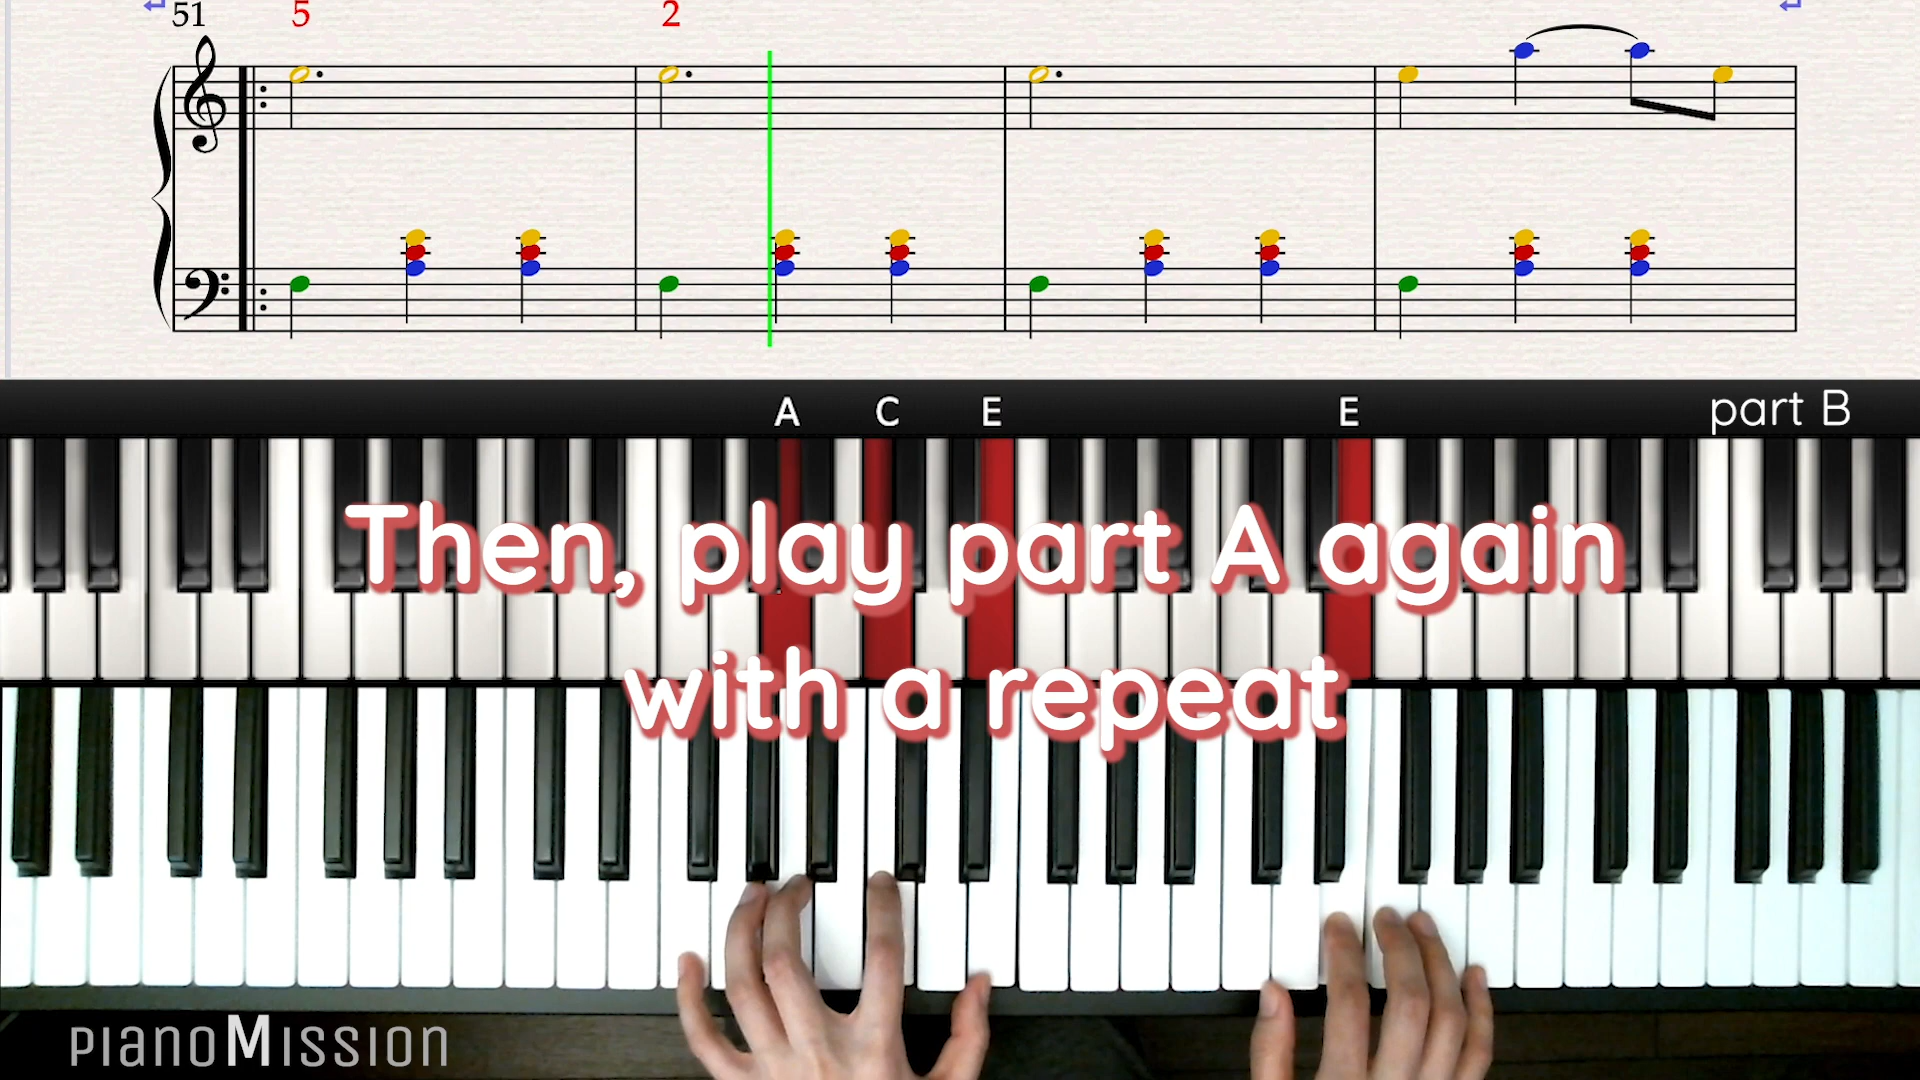 51 5 2
A C E E part B
Then, play part A again
with a repeat
pianoMission